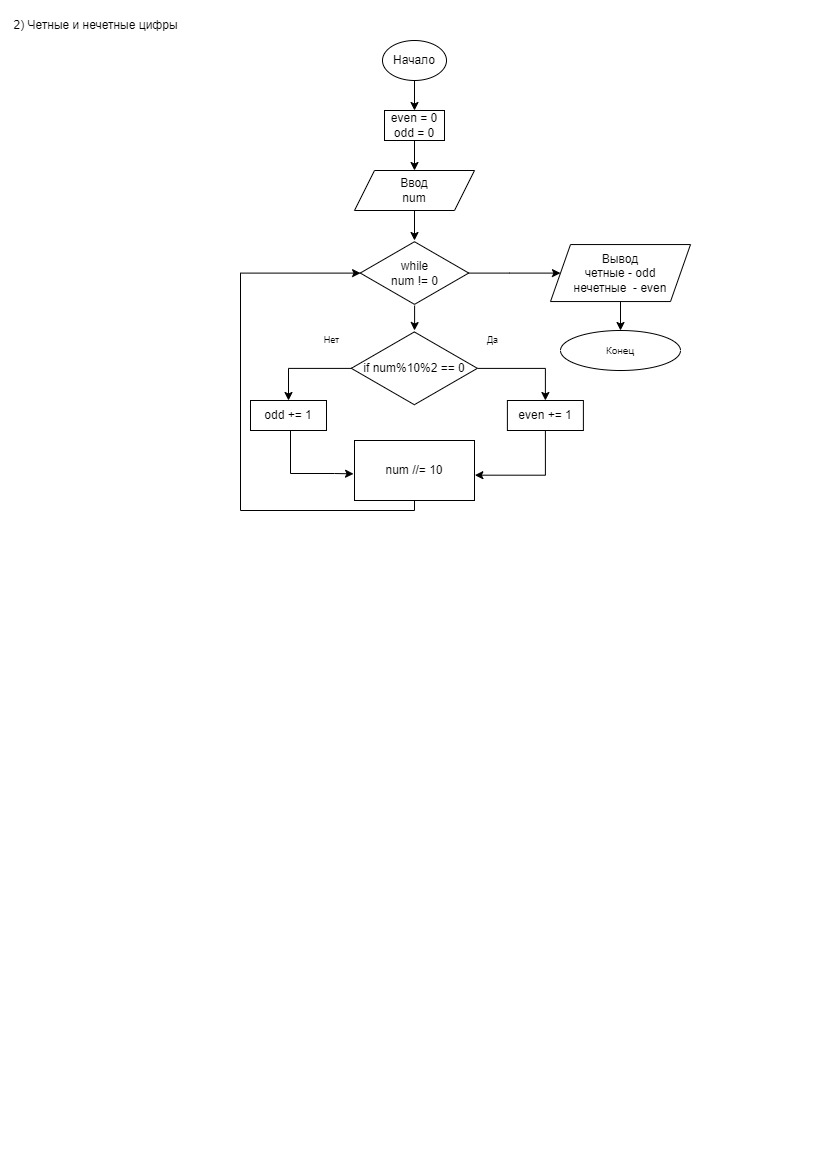 2) Четные и нечетные цифры
Начало
even = 0
odd = 0
Ввод
num
while
num != 0
Вывод
четные - odd
нечетные  - even
Нет
Да
Конец
if num%10%2 == 0
odd += 1
even += 1
num //= 10